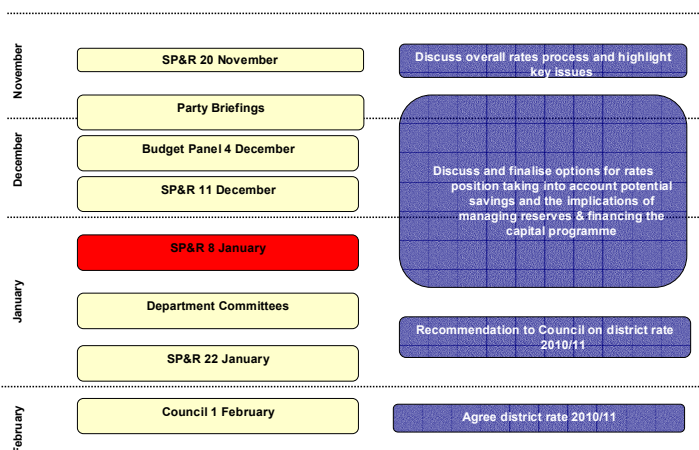 November
SP&R 20 November
Discuss overall rates process and highlight
key issues
Party Briefings
December
Budget Panel 4 December
SP&R 11 December
Discuss and finalise options for rates
position taking into account potential
savings and the implications of
managing reserves & financing the
capital programme
January
SP&R 8 January
Department Committees
Recommendation to Council on district rate
2010/11
SP&R 22 January
February
Council 1 February
Agree district rate 2010/11